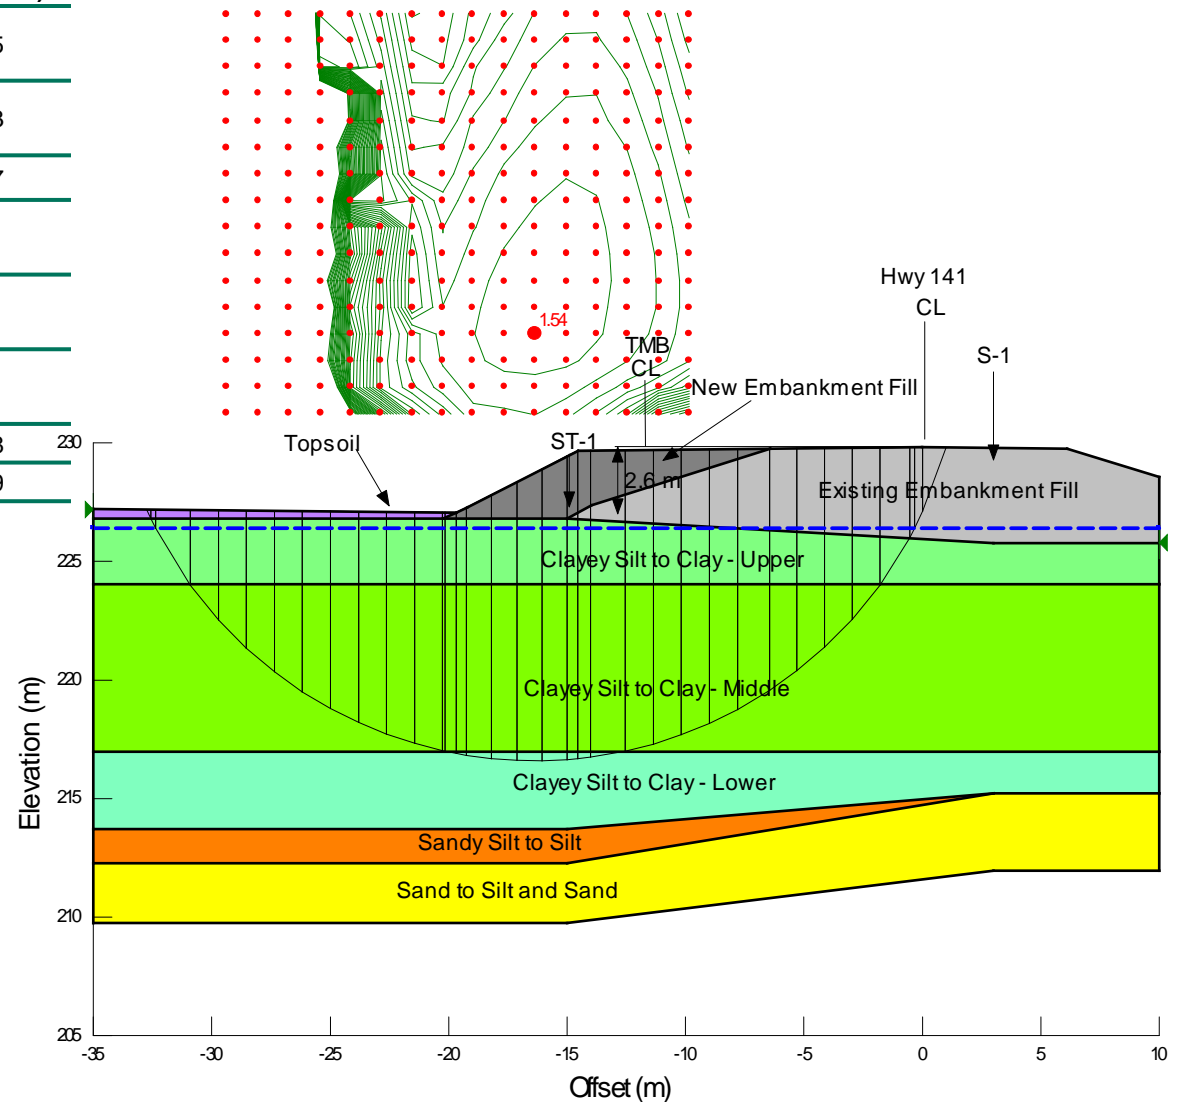 1.54
Hwy 141
CL
TMB
CL
S-1
New Embankment Fill
Topsoil
ST-1
2.6 m
Existing Embankment Fill
Clayey Silt to Clay - Upper
Clayey Silt to Clay - Middle
Clayey Silt to Clay - Lower
Sandy Silt to Silt
Sand to Silt and Sand
230
225
220
215
210
205
Elevation (m)
-35 -30 -25 -20 -15 -10 -5 0 5 10
Offset (m)